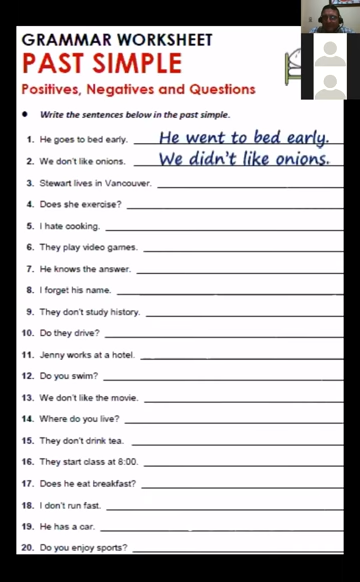 GRAMMAR WORKSHEET
PAST SIMPLE
Positives, Negatives and Questions
Write the sentences below in the past simple.
1. He goes to bed early. He went to bed early.
2. We don't like onions. We didn't like onions.
3. Stewart lives in Vancouver.
4. Does she exercise?
5. I hate cooking.
6. They play video games.
7. He knows the answer.
8. I forget his name.
9. They don't study history.
10. Do they drive?
11. Jenny works at a hotel.
12. Do you swim?
13. We don't like the movie.
14. Where do you live?
15. They don't drink tea.
16. They start class at 6:00.
17. Does he eat breakfast?
18. I don't run fast.
19. He has a car.
20. Do you enjoy sports?